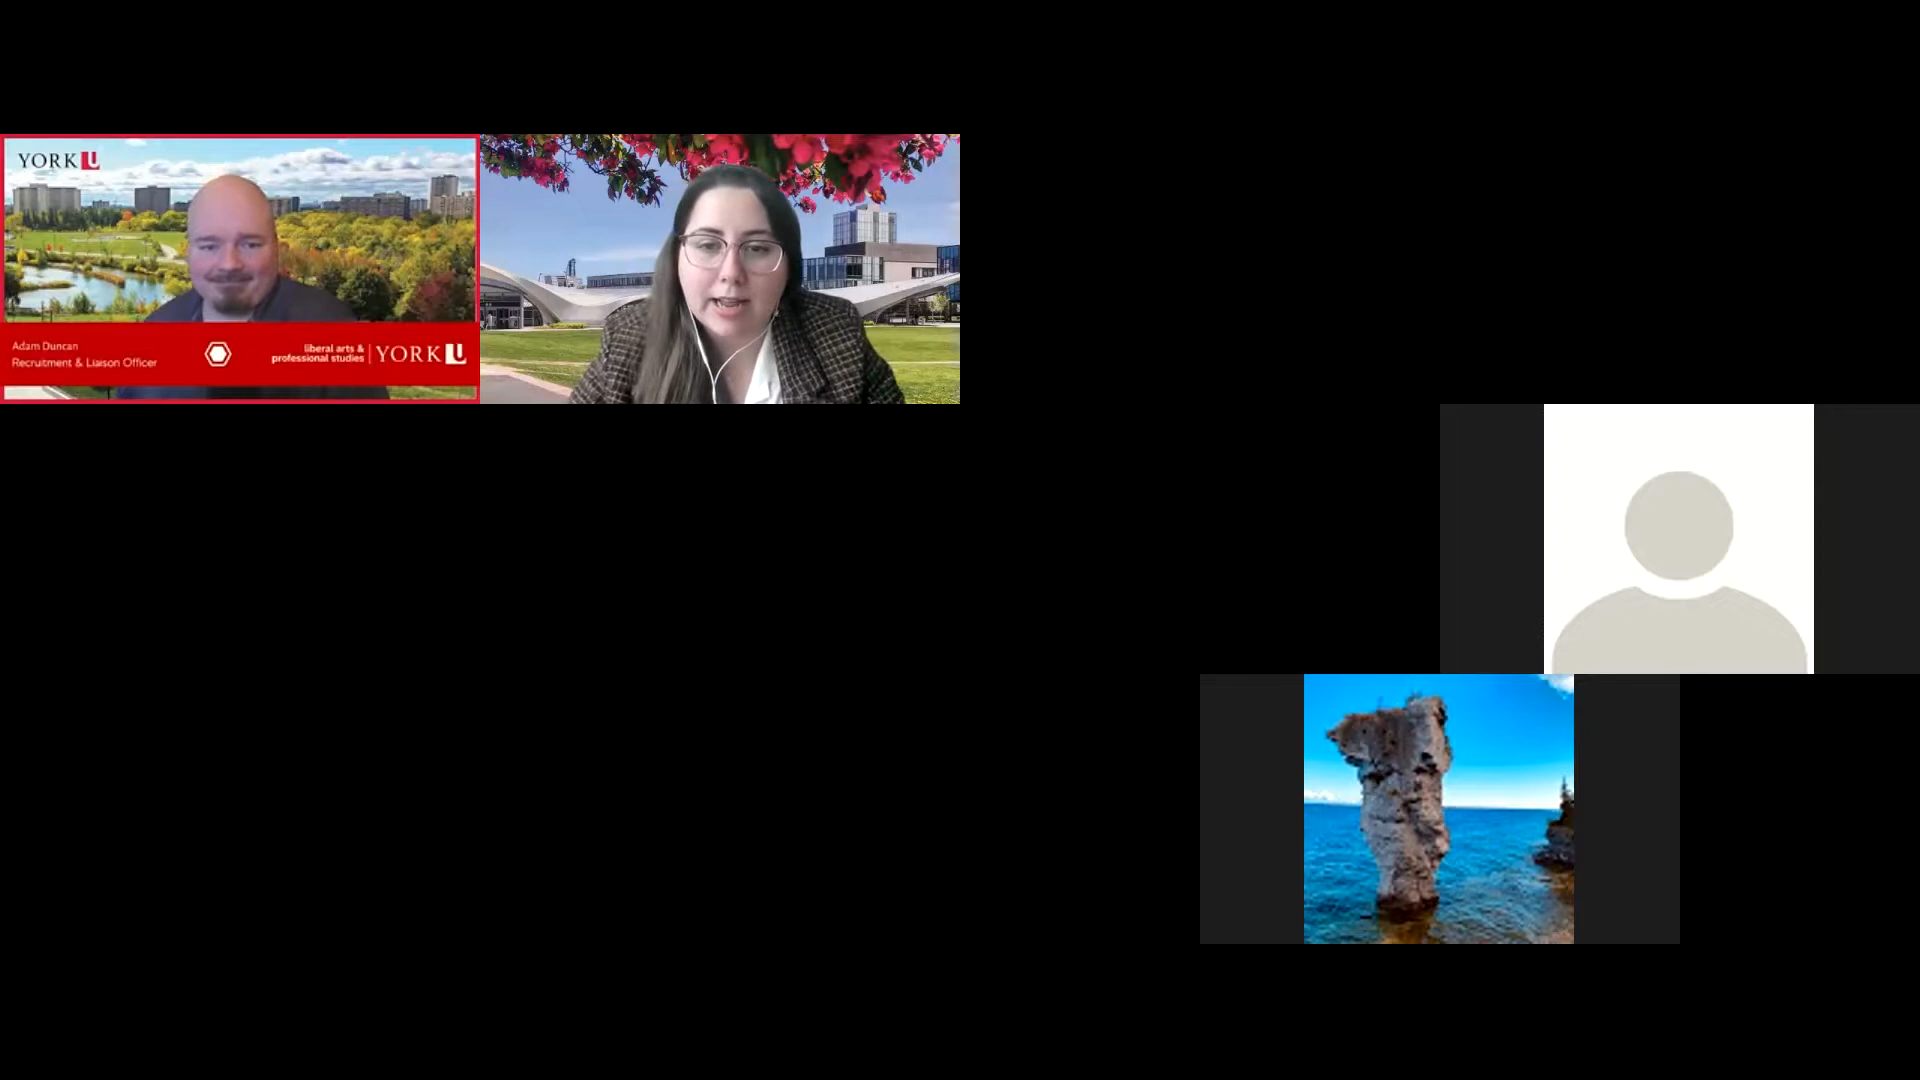 YORK U
Adam Duncan
Recruitment & Liaison Officer
liberal arts &
professional studies
YORK U